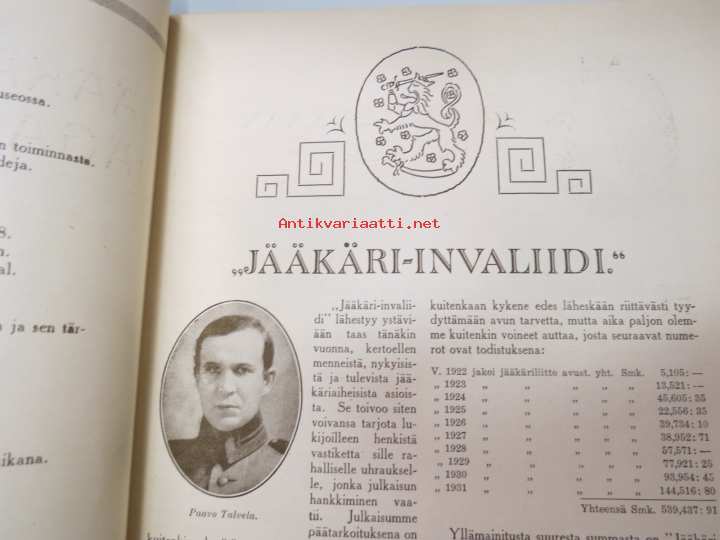 useossa.
n toiminnasta.
deja.
8.
n.
al.
n ja sen tär-
ikana.
Antikvariaatti.net
„JÄÄKÄRI-INVALIIDI.“
„Jääkäri-invalii-
di” lähestyy ystävi-
ään taas tänäkin
vuonna, kertoellen
menneistä, nykyisis-
tä ja tulevista jää-
käriaiheisista asiois-
ta. Se toivoo siten
voivansa tarjota lu-
kijoilleen henkistä
vastiketta sille ra-
halliselle uhrauksel-
le, jonka julkaisun
hankkiminen vaa-
tii. Julkaisumme
päätarkoituksena on
Paavo Talvela.
kuitenkaan kykene edes läheskään riittävästi tyy-
dyttämään avun tarvetta, mutta aika paljon olem-
me kuitenkin voineet auttaa, josta seuraavat nume-
rot ovat todistuksena:
V. 1922 jakoi jääkäriliitto avust. yht. Smk. 5,195: —
„ 1923 „ „ „ „ 13,521: —
„ 1924 „ „ „ „ 45,605: 35
„ 1925 „ „ „ „ 22,556: 35
„ 1926 „ „ „ „ 39,734: 10
„ 1927 „ „ „ „ 38,952: 71
„ 1928 „ „ „ „ 57,571: —
„ 1929 „ „ „ „ 77,921: 25
„ 1930 „ „ „ „ 93,954: 45
„ 1931 „ „ „ „ 144,516: 80
Yhteensä Smk. 539,437: 91
Yllämainitusta suuresta summasta on